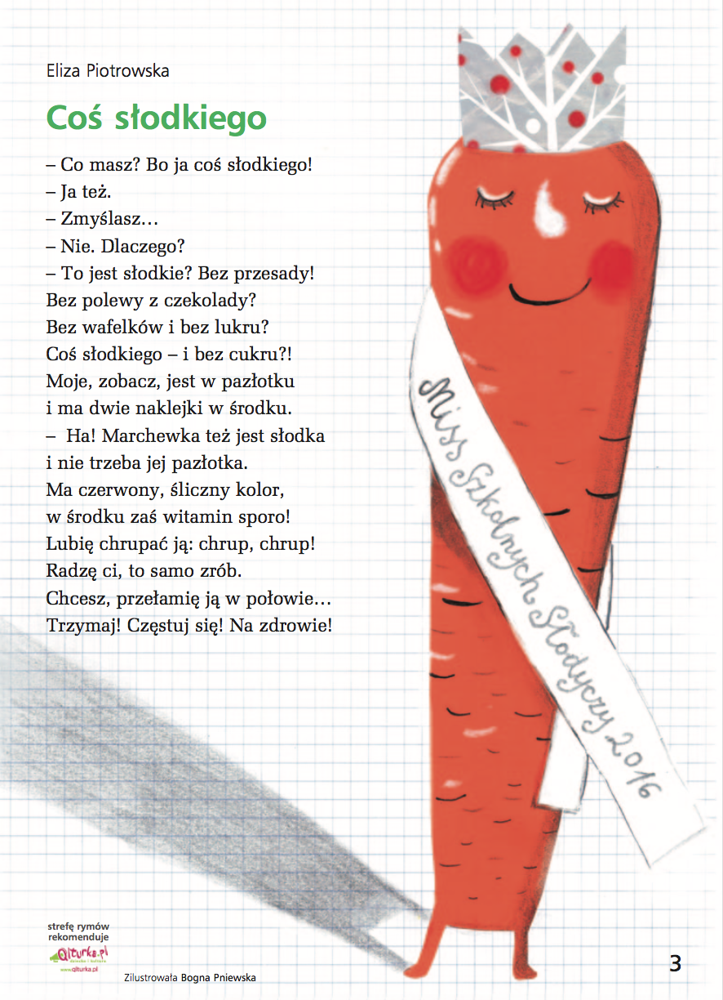 Eliza Piotrowska
Coś słodkiego
– Co masz? Bo ja coś słodkiego!
– Ja też.
– Zmyślasz…
– Nie. Dlaczego?
– To jest słodkie? Bez przesady!
Bez polewy z czekolady?
Bez wafelków i bez lukru?
Coś słodkiego – i bez cukru?!
Moje, zobacz, jest w pazłotku
i ma dwie naklejki w środku.
– Ha! Marchewka też jest słodka
i nie trzeba jej pazłotka.
Ma czerwony, śliczny kolor,
w środku zaś witamin sporo!
Lubię chrupać ją: chrup, chrup!
Radzę ci, to samo zrób.
Chcesz, przełamię ją w połowie…
Trzymaj! Częstuj się! Na zdrowie!
Miss Szkolnych Słodyczy 2016
strefę rymów
rekomenduje
Qlturka.pl
dziecko i kultura
www.qlturka.pl
Zilustrowała Bogna Pniewska
3